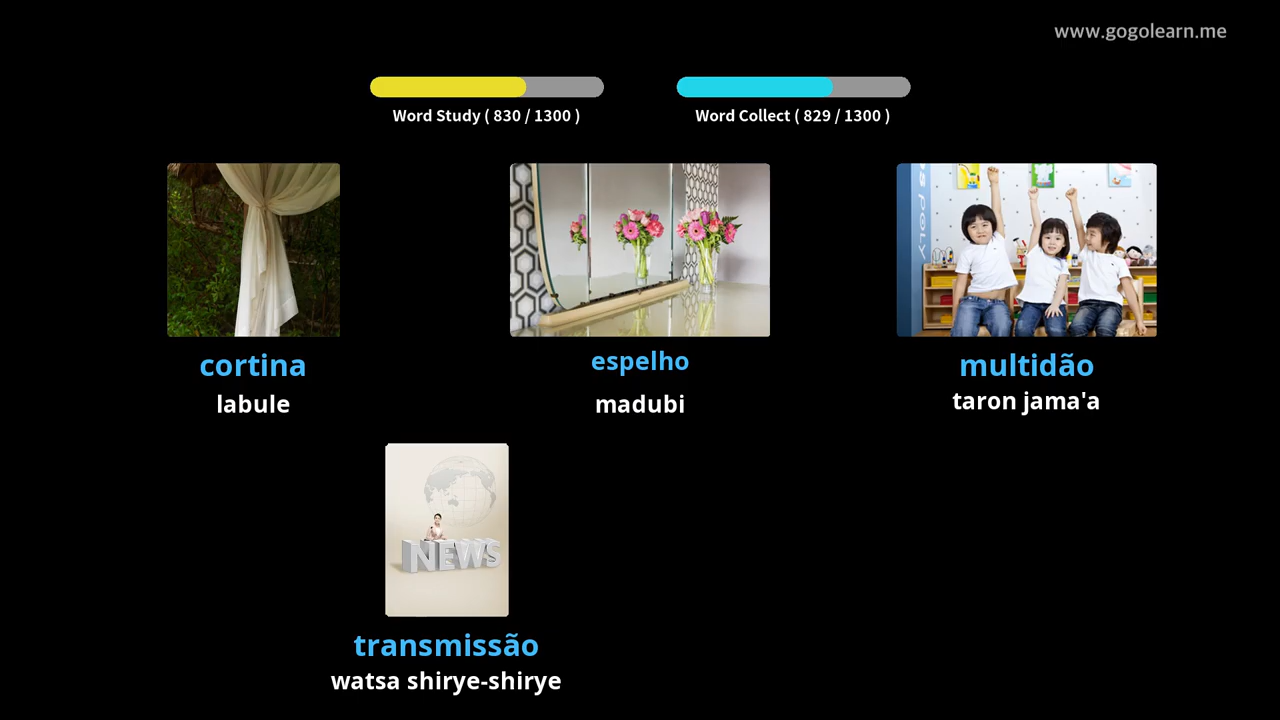 www.gogolearn.me
Word Study ( 830 / 1300 )
Word Collect ( 829 / 1300 )
cortina
labule
espelho
madubi
multidão
taron jama'a
NEWS
transmissão
watsa shirye-shirye